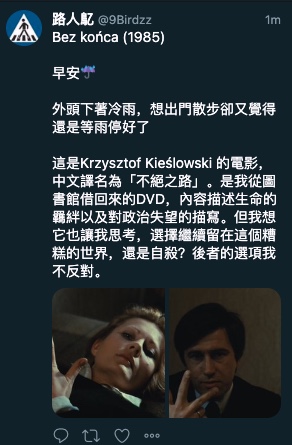 路人鳦 @9Birdzz 1m
Bez końca (1985)
早安☔
外頭下著冷雨，想出門散步卻又覺得
還是等雨停好了
這是Krzysztof Kieślowski 的電影，
中文譯名為「不絕之路」。是我從圖
書館借回來的DVD，內容描述生命的
羈絆以及對政治失望的描寫。但我想
它也讓我思考，選擇繼續留在這個糟
糕的世界，還是自殺？後者的選項我
不反對。